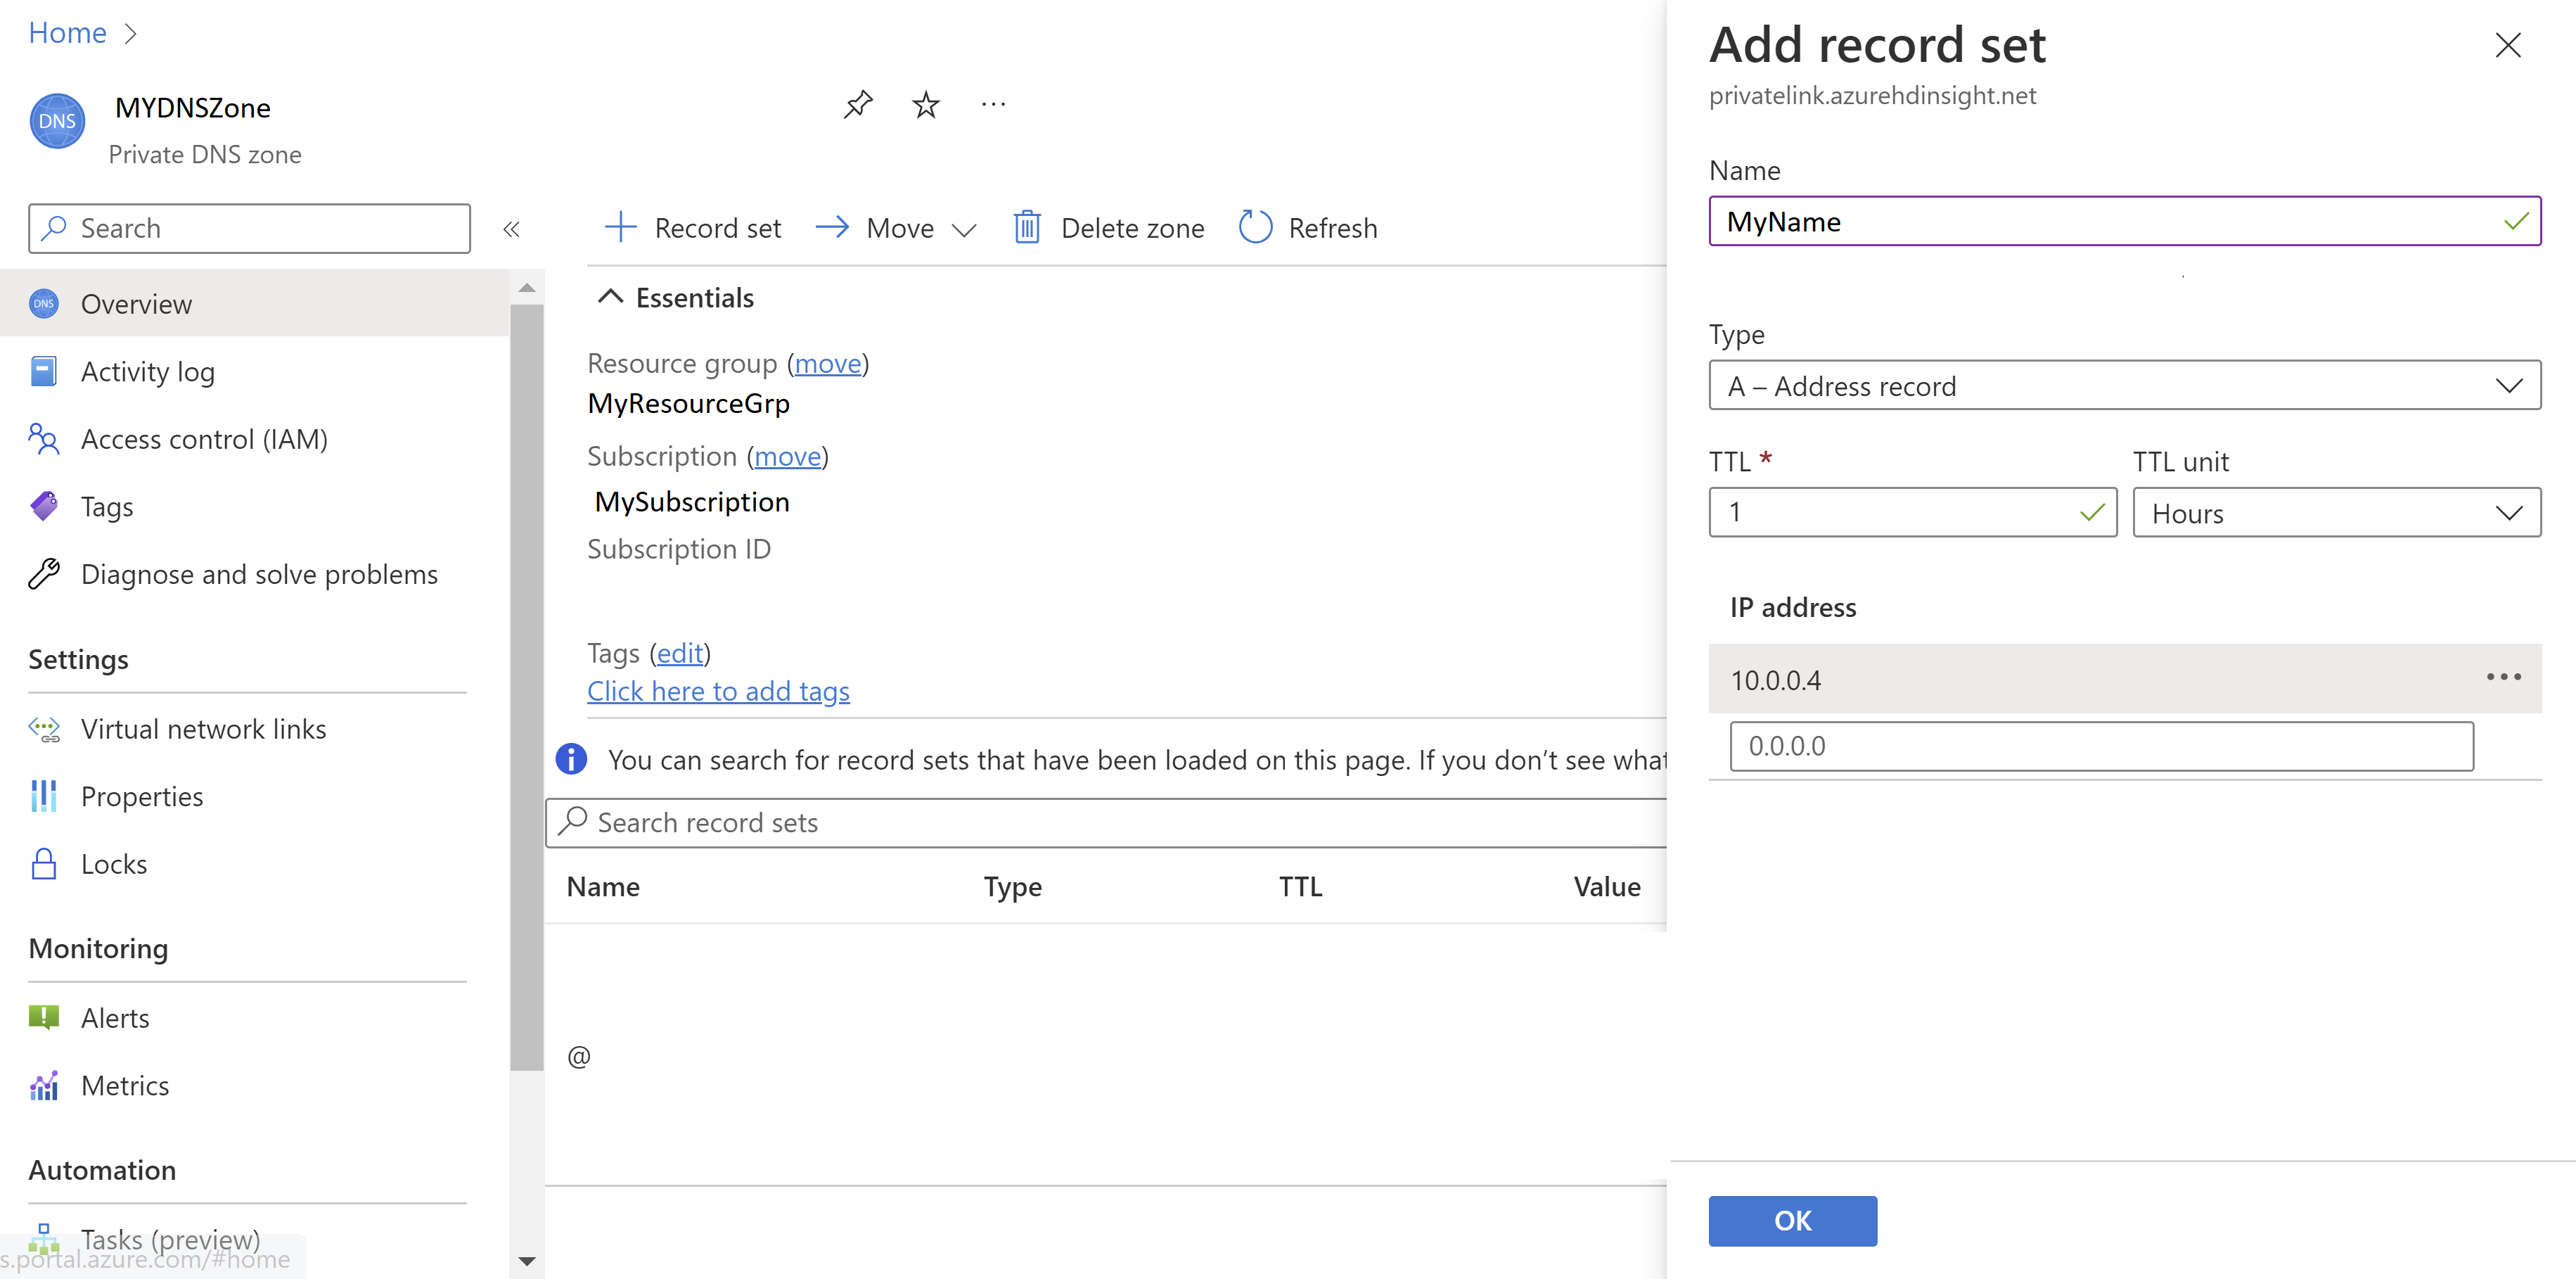 Home
DNS
MYDNSZone
Private DNS zone
Search
«
DNS
Overview
Activity log
Access control (IAM)
Tags
Diagnose and solve problems
Settings
Virtual network links
Properties
Locks
Monitoring
Alerts
Metrics
Automation
Tasks (preview)
s.portal.azure.com/#home
Record set
Move
Delete zone
Refresh
Essentials
Resource group (move)
MyResourceGrp
Subscription (move)
MySubscription
Subscription ID
Tags (edit)
Click here to add tags
You can search for record sets that have been loaded on this page. If you don’t see what
Search record sets
Name Type TTL Value
@
Add record set
privatelink.azurehdinsight.net
Name
MyName
Type
A – Address record
TTL * TTL unit
1 Hours
IP address
10.0.0.4
0.0.0.0
OK